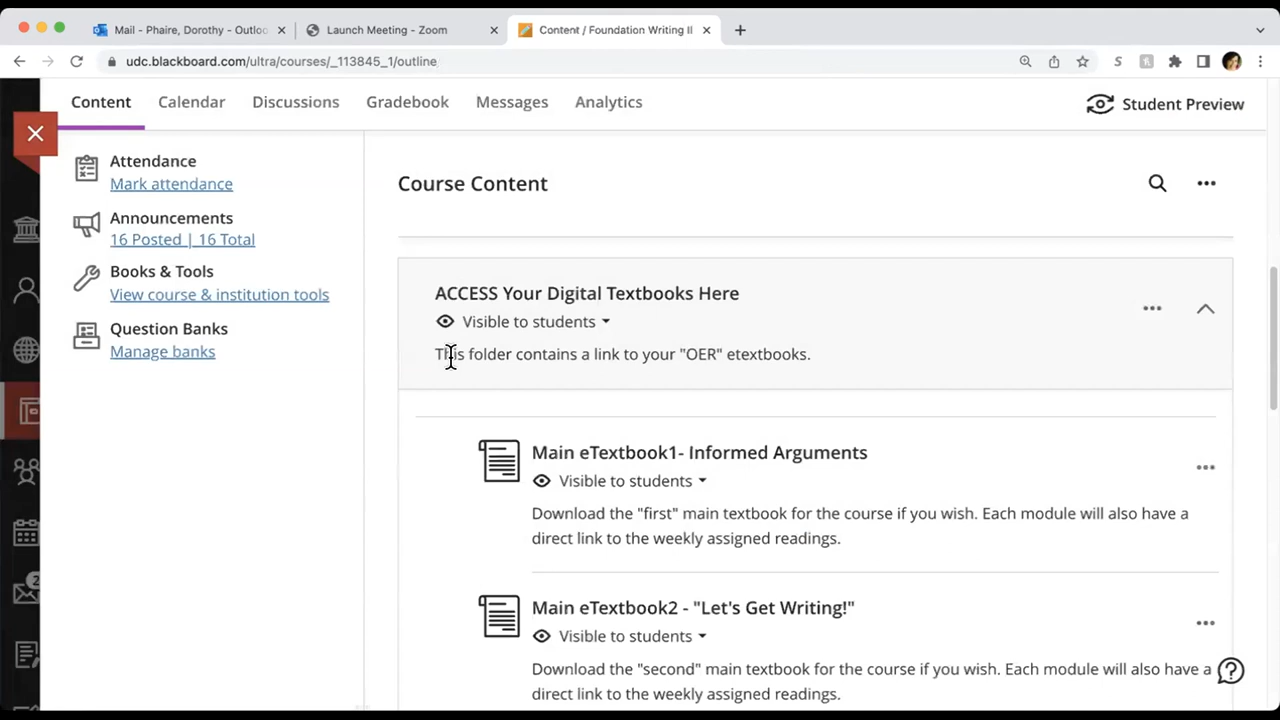 Mail - Phaire, Dorothy - Outloo
Launch Meeting - Zoom
Content / Foundation Writing II
udc.blackboard.com/ultra/courses/_113845_1/outline
Content
Calendar
Discussions
Gradebook
Messages
Analytics
Student Preview
Attendance
Mark attendance
Announcements
16 Posted | 16 Total
Books & Tools
View course & institution tools
Question Banks
Manage banks
2
Course Content
ACCESS Your Digital Textbooks Here
Visible to students
This folder contains a link to your "OER" etextbooks.
Main eTextbook1- Informed Arguments
Visible to students
Download the "first" main textbook for the course if you wish. Each module will also have a
direct link to the weekly assigned readings.
Main eTextbook2 - "Let's Get Writing!"
Visible to students
Download the "second" main textbook for the course if you wish. Each module will also have a
direct link to the weekly assigned readings.